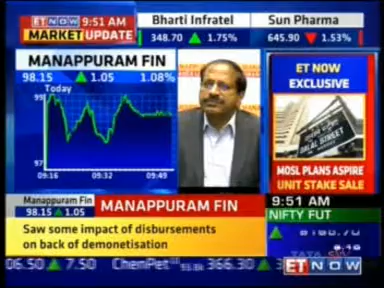 ET NOW 9:51 AM
MARKET UPDATE
Bharti Infratel
348.70 ▲ 1.75%
Sun Pharma
645.90 ▼ 1.53%
MANAPPURAM FIN
98.15 ▲ 1.05 1.08%
Today
99
97
09:16 09:32 09:49
ET NOW
EXCLUSIVE
DALAL STREET
MOSL PLANS ASPIRE
UNIT STAKE SALE
Manappuram Fin
98.15 ▲ 1.05
MANAPPURAM FIN
Saw some impact of disbursements
on back of demonetisation
9:51 AM
NIFTY FUT
TATA
06.50 ▲ 7.50 ChenPet 366.30 ▲
ET NOW